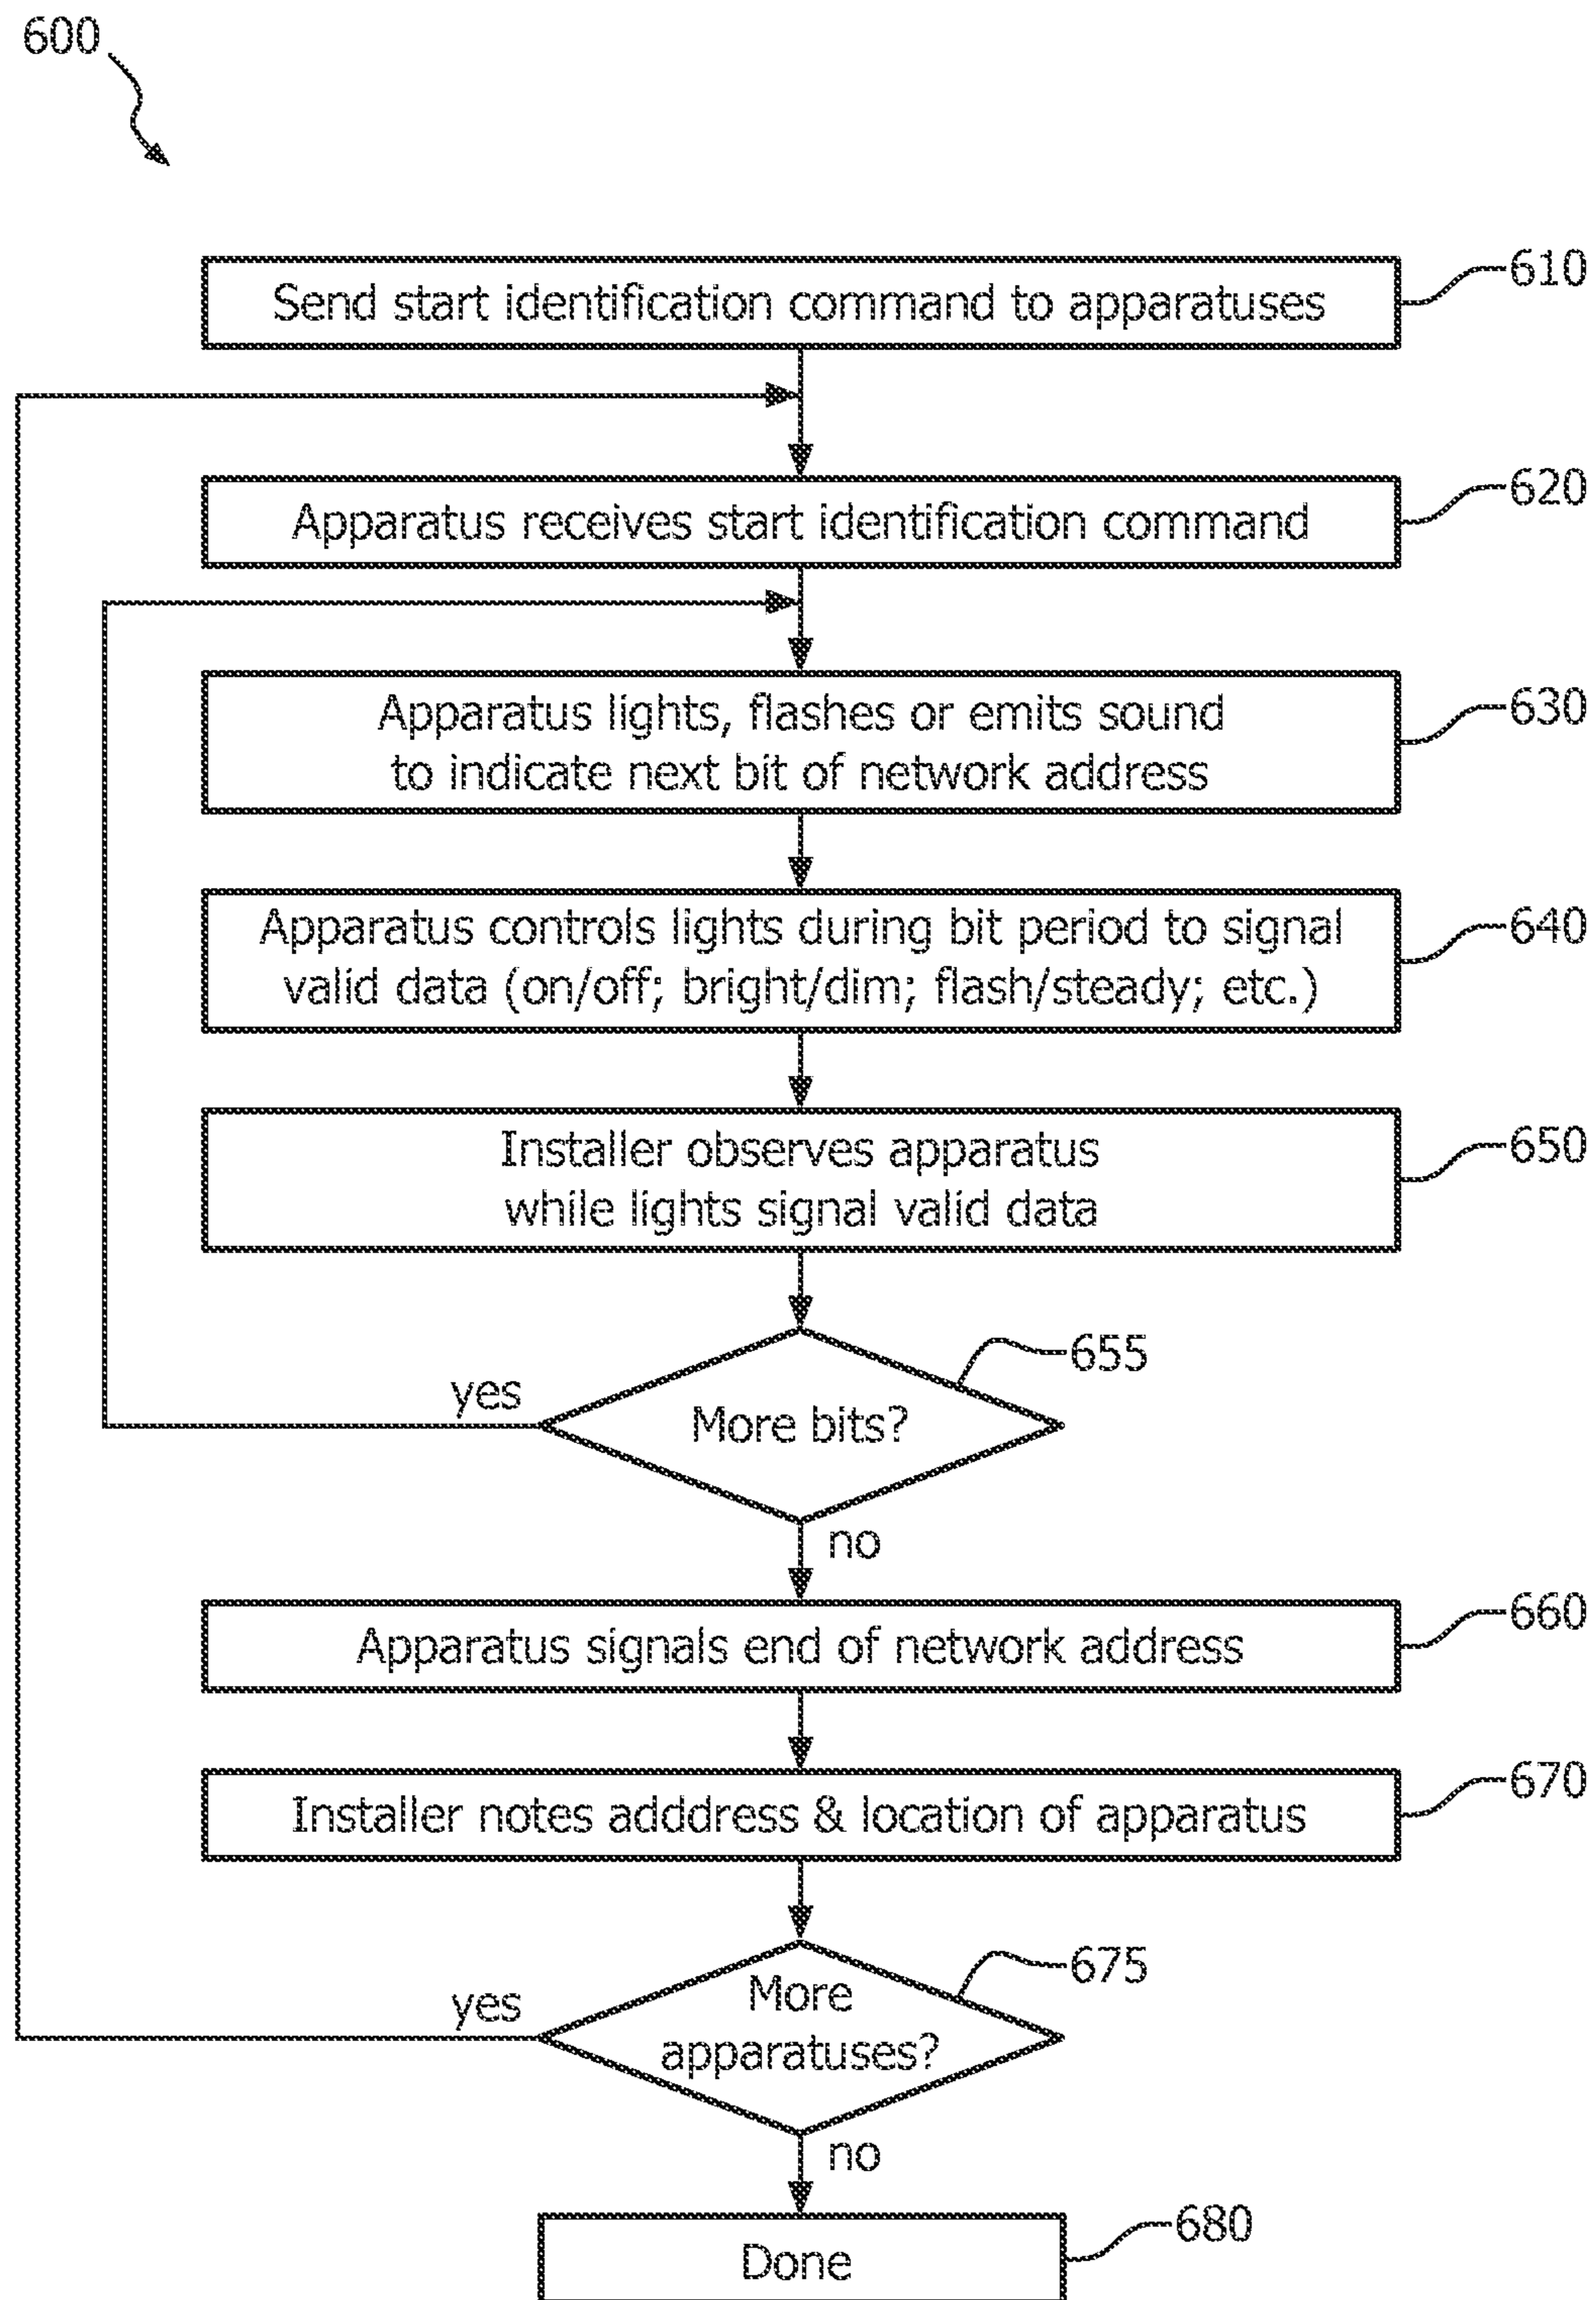 600
Send start identification command to apparatuses
610
Apparatus receives start identification command
620
Apparatus lights, flashes or emits sound
to indicate next bit of network address
630
Apparatus controls lights during bit period to signal
valid data (on/off; bright/dim; flash/steady; etc.)
640
Installer observes apparatus
while lights signal valid data
650
655
yes
More bits?
no
Apparatus signals end of network address
660
Installer notes adddress & location of apparatus
670
675
yes
More
apparatuses?
no
Done
680